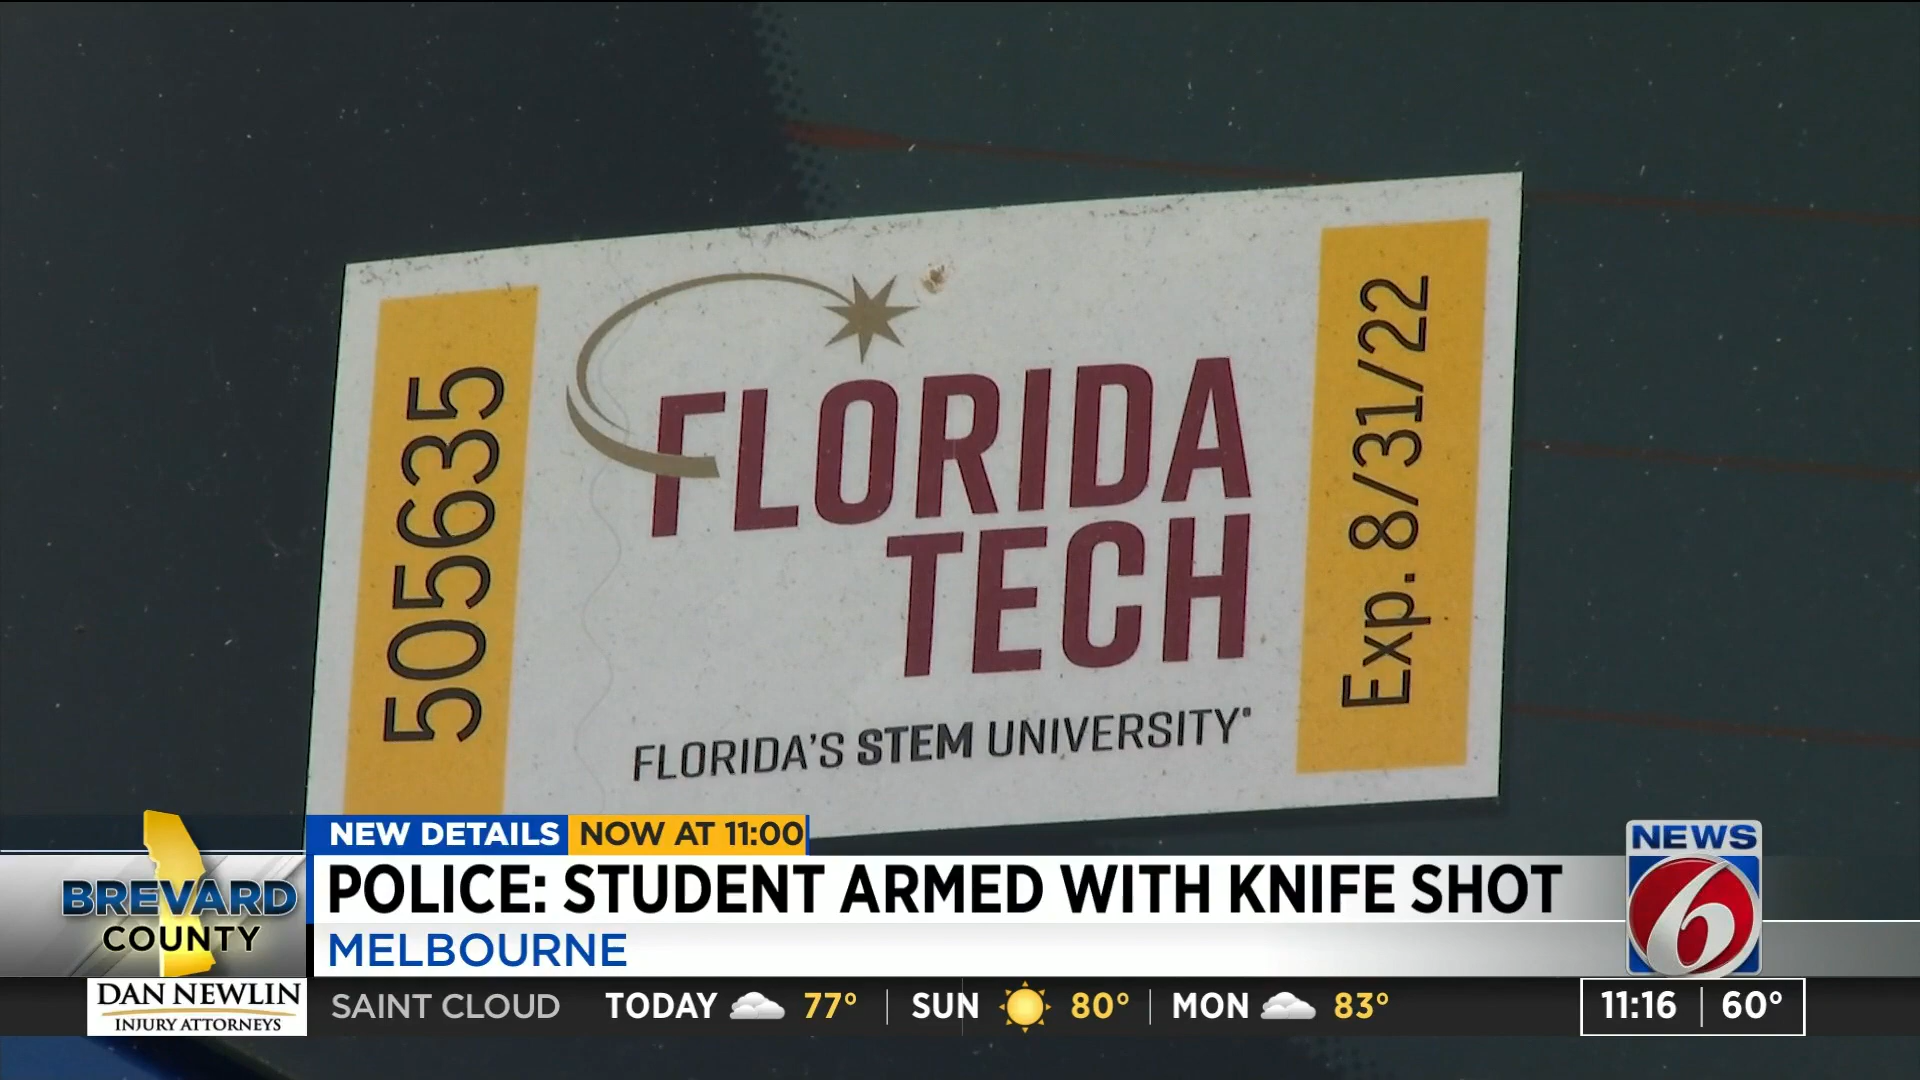 505635
FLORIDA
TECH
FLORIDA'S STEM UNIVERSITY®
Exp. 8/31/22
NEW DETAILS NOW AT 11:00
POLICE: STUDENT ARMED WITH KNIFE SHOT
MELBOURNE
BREVARD
COUNTY
NEWS
6
DAN NEWLIN
INJURY ATTORNEYS
SAINT CLOUD TODAY 77° SUN 80° MON 83°
11:16 60°